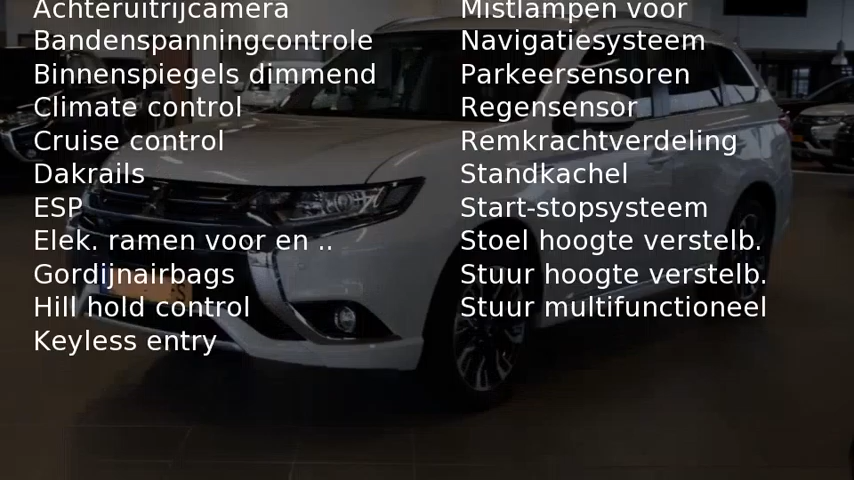 Achteruitrijcamera
Bandenspanningcontrole
Binnenspiegels dimmend
Climate control
Cruise control
Dakrails
ESP
Elek. ramen voor en ..
Gordijnairbags
Hill hold control
Keyless entry
Mistlampen voor
Navigatiesysteem
Parkeersensoren
Regensensor
Remkrachtverdeling
Standkachel
Start-stopsysteem
Stoel hoogte verstelb.
Stuur hoogte verstelb.
Stuur multifunctioneel